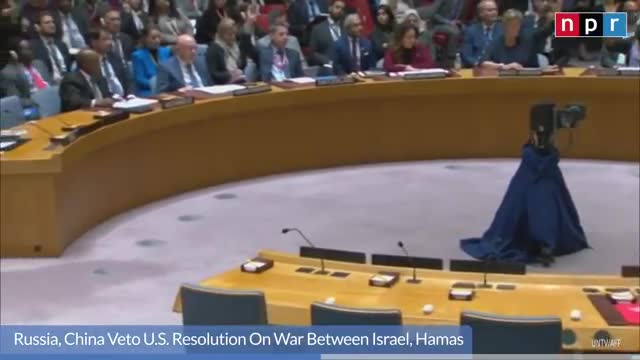 npr
Russia, China Veto U.S. Resolution On War Between Israel, Hamas
UNTV/AFP